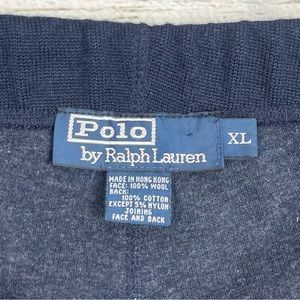 Polo
by Ralph Lauren
XL
MADE IN HONG KONG
FACE: 100% WOOL
BACK:
100% COTTON
EXCEPT 5% NYLON
JOINING
FACE AND BACK